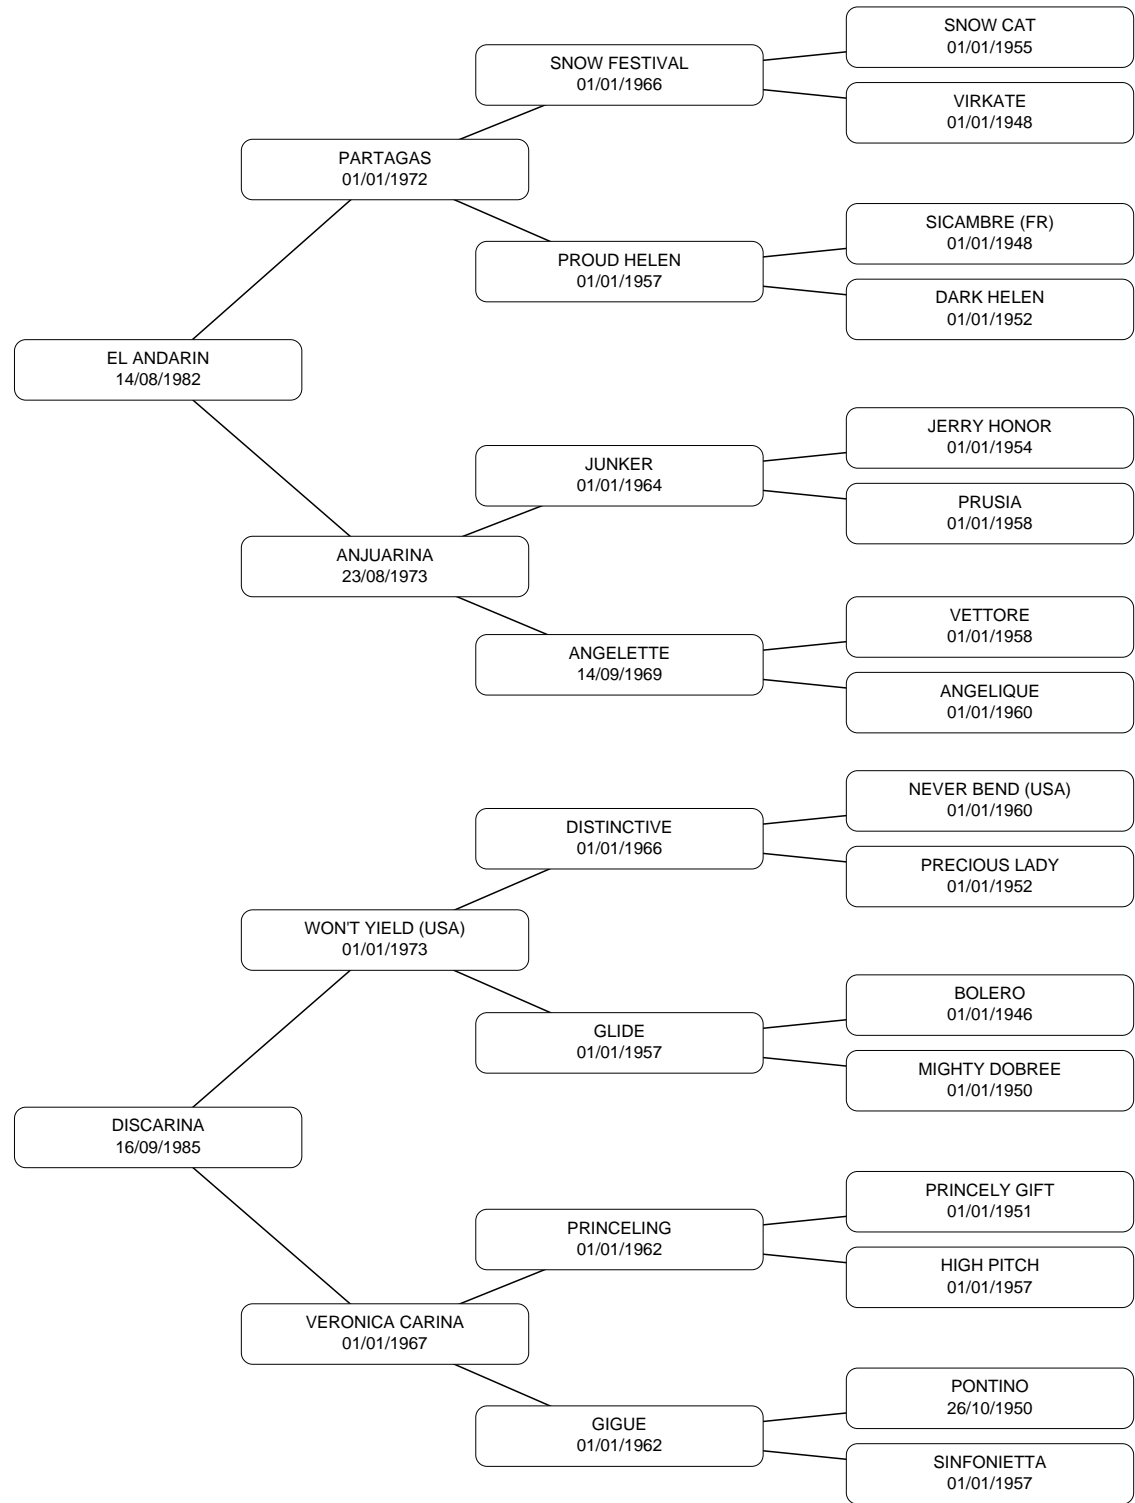 SNOW CAT
01/01/1955
SNOW FESTIVAL
01/01/1966
VIRKATE
01/01/1948
PARTAGAS
01/01/1972
SICAMBRE (FR)
01/01/1948
PROUD HELEN
01/01/1957
DARK HELEN
01/01/1952
EL ANDARIN
14/08/1982
JERRY HONOR
01/01/1954
JUNKER
01/01/1964
PRUSIA
01/01/1958
ANJUARINA
23/08/1973
VETTORE
01/01/1958
ANGELETTE
14/09/1969
ANGELIQUE
01/01/1960
NEVER BEND (USA)
01/01/1960
DISTINCTIVE
01/01/1966
PRECIOUS LADY
01/01/1952
WON'T YIELD (USA)
01/01/1973
BOLERO
01/01/1946
GLIDE
01/01/1957
MIGHTY DOBREE
01/01/1950
DISCARINA
16/09/1985
PRINCELY GIFT
01/01/1951
PRINCELING
01/01/1962
HIGH PITCH
01/01/1957
VERONICA CARINA
01/01/1967
PONTINO
26/10/1950
GIGUE
01/01/1962
SINFONIETTA
01/01/1957